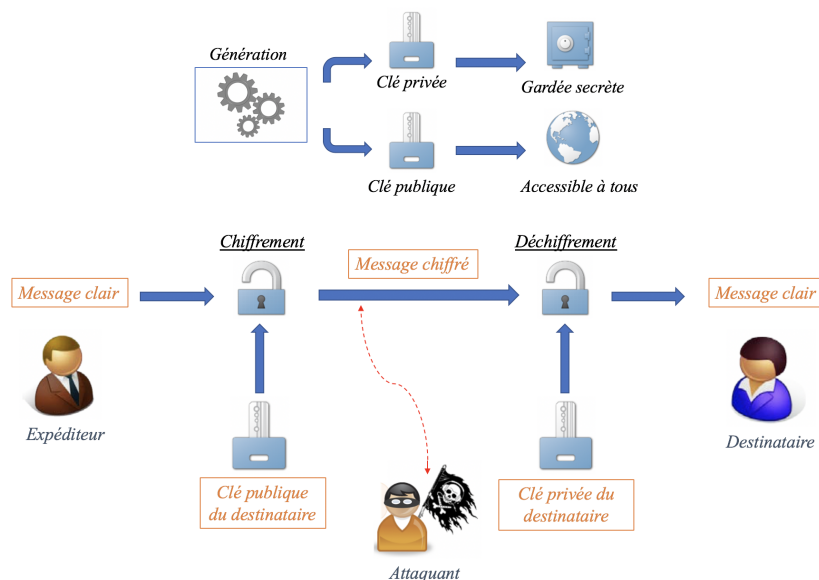 Génération
Clé privée
Gardée secrète
Clé publique
Accessible à tous
Chiffrement
Déchiffrement
Message chiffré
Message clair
Message clair
Expéditeur
Destinataire
Clé publique
du destinataire
Clé privée du
destinataire
Attaquant